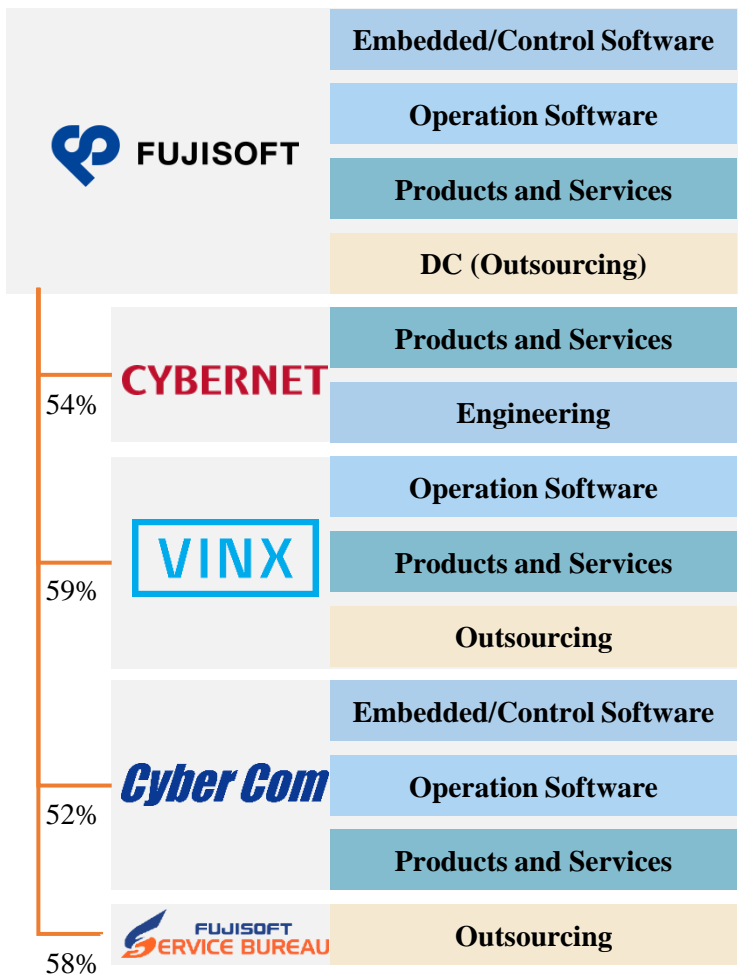 FUJISOFT
Embedded/Control Software
Operation Software
Products and Services
DC (Outsourcing)
54%
CYBERNET
Products and Services
Engineering
59%
VINX
Operation Software
Products and Services
Outsourcing
52%
Cyber Com
Embedded/Control Software
Operation Software
Products and Services
58%
FUJISOFT
SERVICE BUREAU
Outsourcing